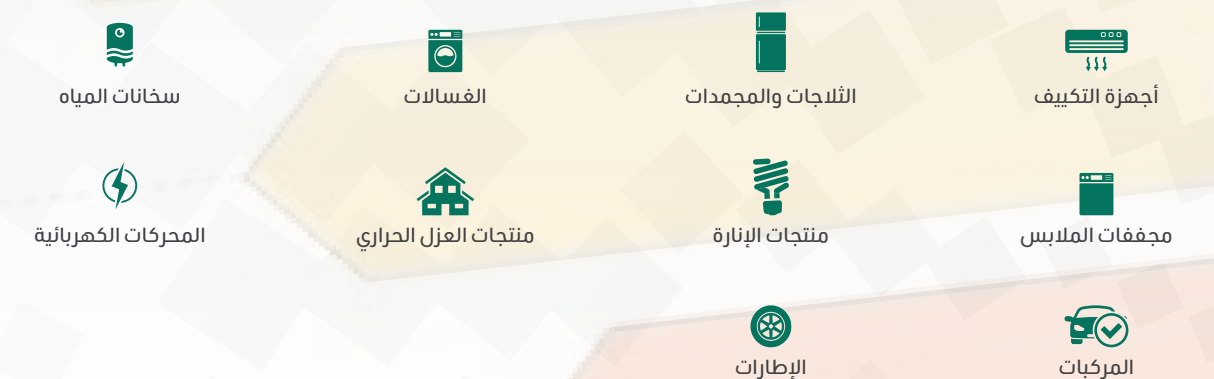 أجهزة التكييف
الثلاجات والمجمدات
الغسالات
سخانات المياه
مجففات الملابس
منتجات الإنارة
منتجات العزل الحراري
المحركات الكهربائية
المركبات
الإطارات